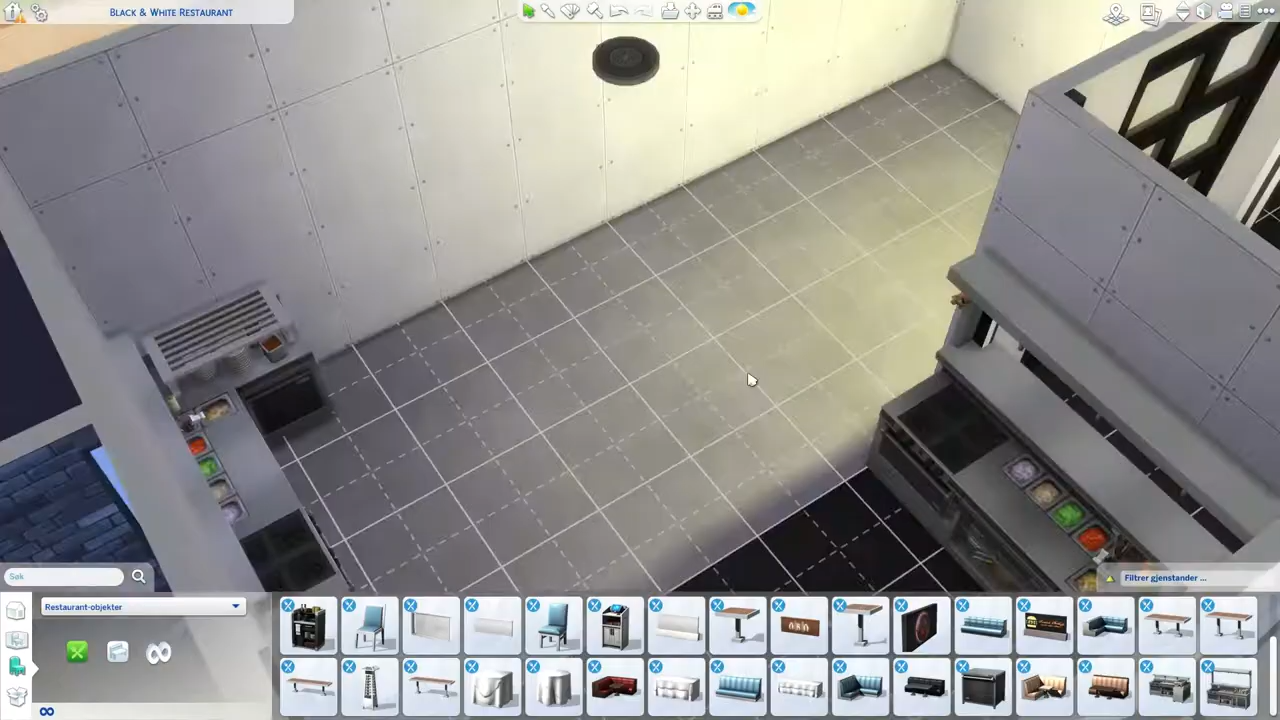 BLACK & WHITE RESTAURANT
Søk
Filtrer gjenstander ...
Restaurant-objekter